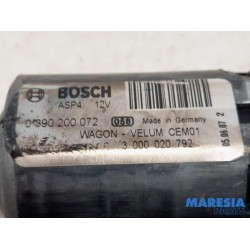 BOSCH
ASP4 12V
0 390 200 072 058 Made in Germany
WAGON - VELUM CEM01
3 000 020 792
05.06.07 2
MARESIA
PARTS